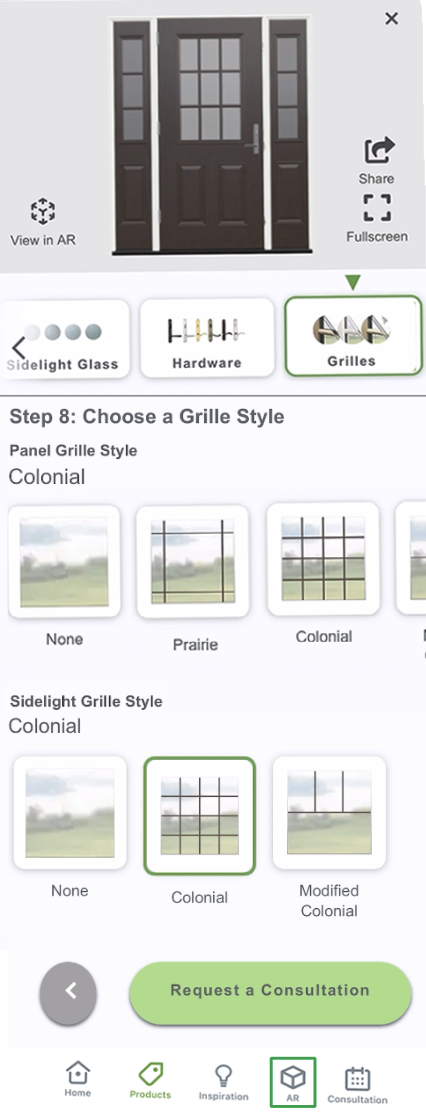 Share
View in AR
Fullscreen
Sidelight Glass
Hardware
Grilles
Step 8: Choose a Grille Style
Panel Grille Style
Colonial
None
Prairie
Colonial
Sidelight Grille Style
Colonial
None
Colonial
Modified
Colonial
Request a Consultation
Home
Products
Inspiration
AR
Consultation